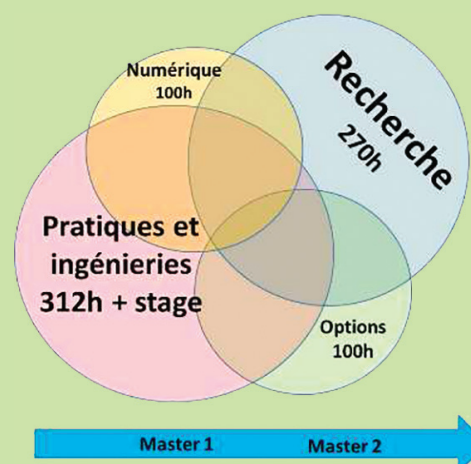 Numérique
100h
Recherche
270h
Pratiques et
ingénieries
312h + stage
Options
100h
Master 1 Master 2